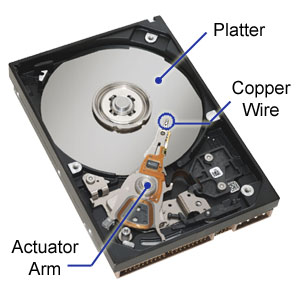 Platter
Copper
Wire
Actuator
Arm